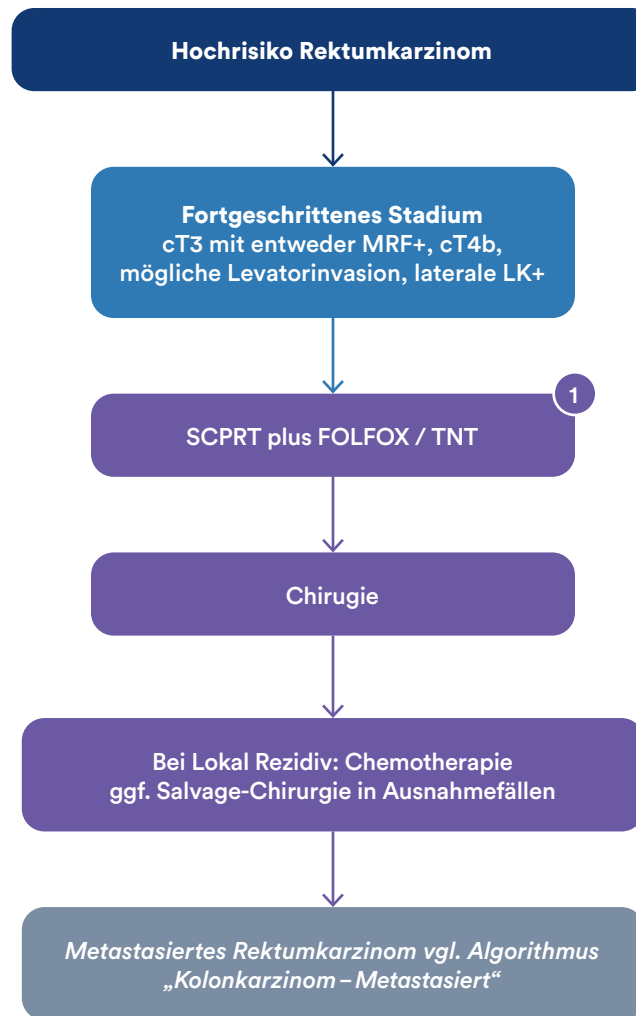 Hochrisiko Rektumkarzinom
Fortgeschrittenes Stadium
cT3 mit entweder MRF+, cT4b,
mögliche Levatorinvasion, laterale LK+
1
SCPRT plus FOLFOX / TNT
Chirugie
Bei Lokal Rezidiv: Chemotherapie
ggf. Salvage-Chirurgie in Ausnahmefällen
Metastasiertes Rektumkarzinom vgl. Algorithmus
„Kolonkarzinom – Metastasiert“